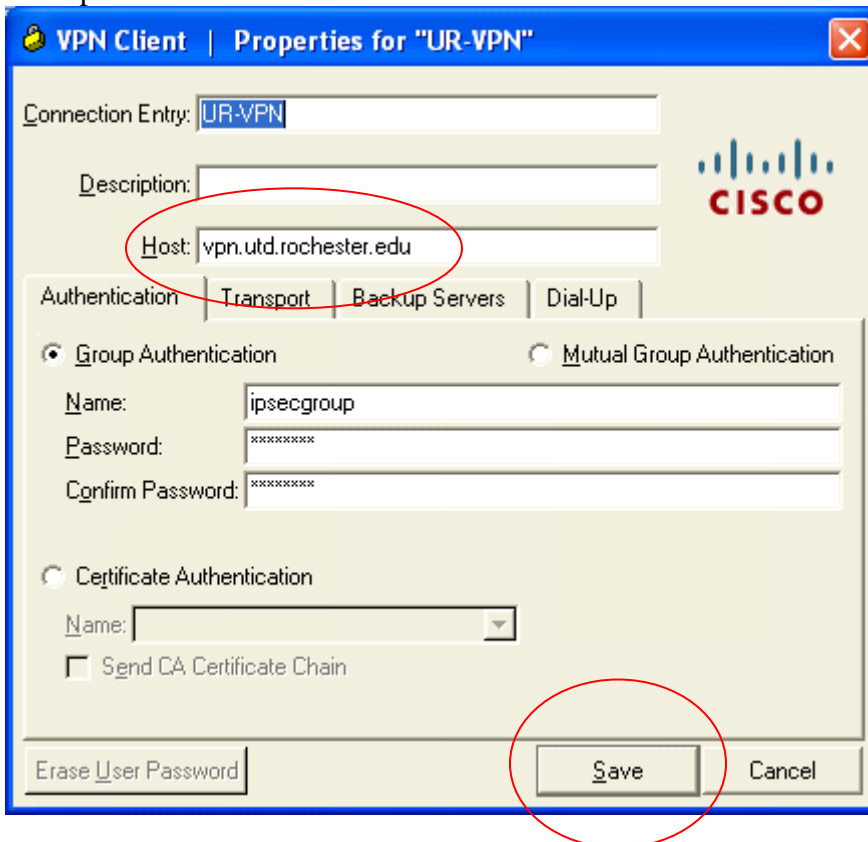 VPN Client | Properties for "UR-VPN"
Connection Entry: UR-VPN
Description:
CISCO
Host: vpn.utd.rochester.edu
Authentication Transport Backup Servers Dial-Up
Group Authentication Mutual Group Authentication
Name: ipsecgroup
Password: ********
Confirm Password: ********
Certificate Authentication
Name:
Send CA Certificate Chain
Erase User Password Save Cancel